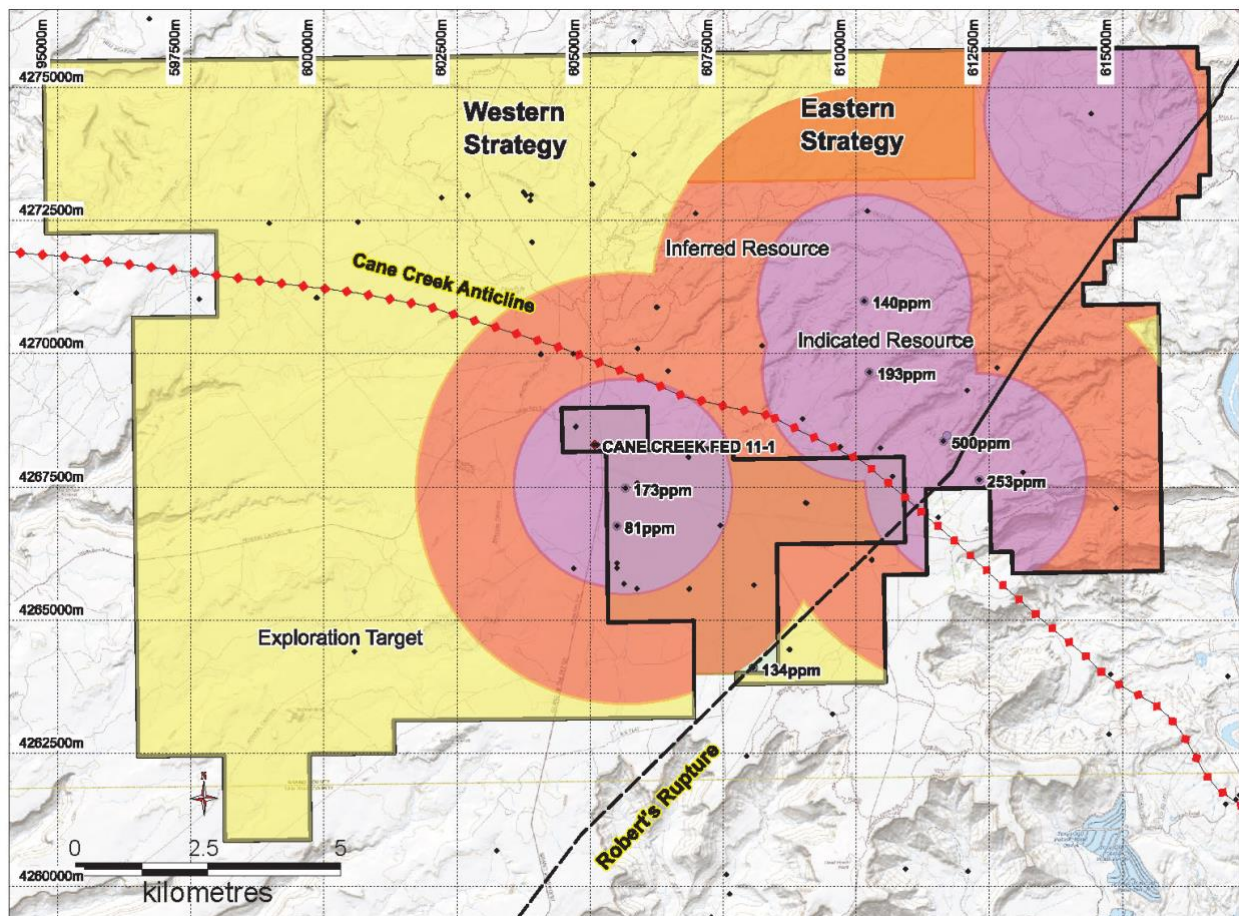 95000m
597500m
600000m
602500m
605000m
607500m
610000m
612500m
615000m
4275000m
Western
Strategy
Eastern
Strategy
4272500m
Inferred Resource
Cane Creek Anticline
140ppm
Indicated Resource
4270000m
193ppm
500ppm
CANE CREEK FED 11-1
253ppm
4267500m
173ppm
81ppm
4265000m
Exploration Target
134ppm
4262500m
Robert's Rupture
N
0
2.5
5
kilometres
4260000m